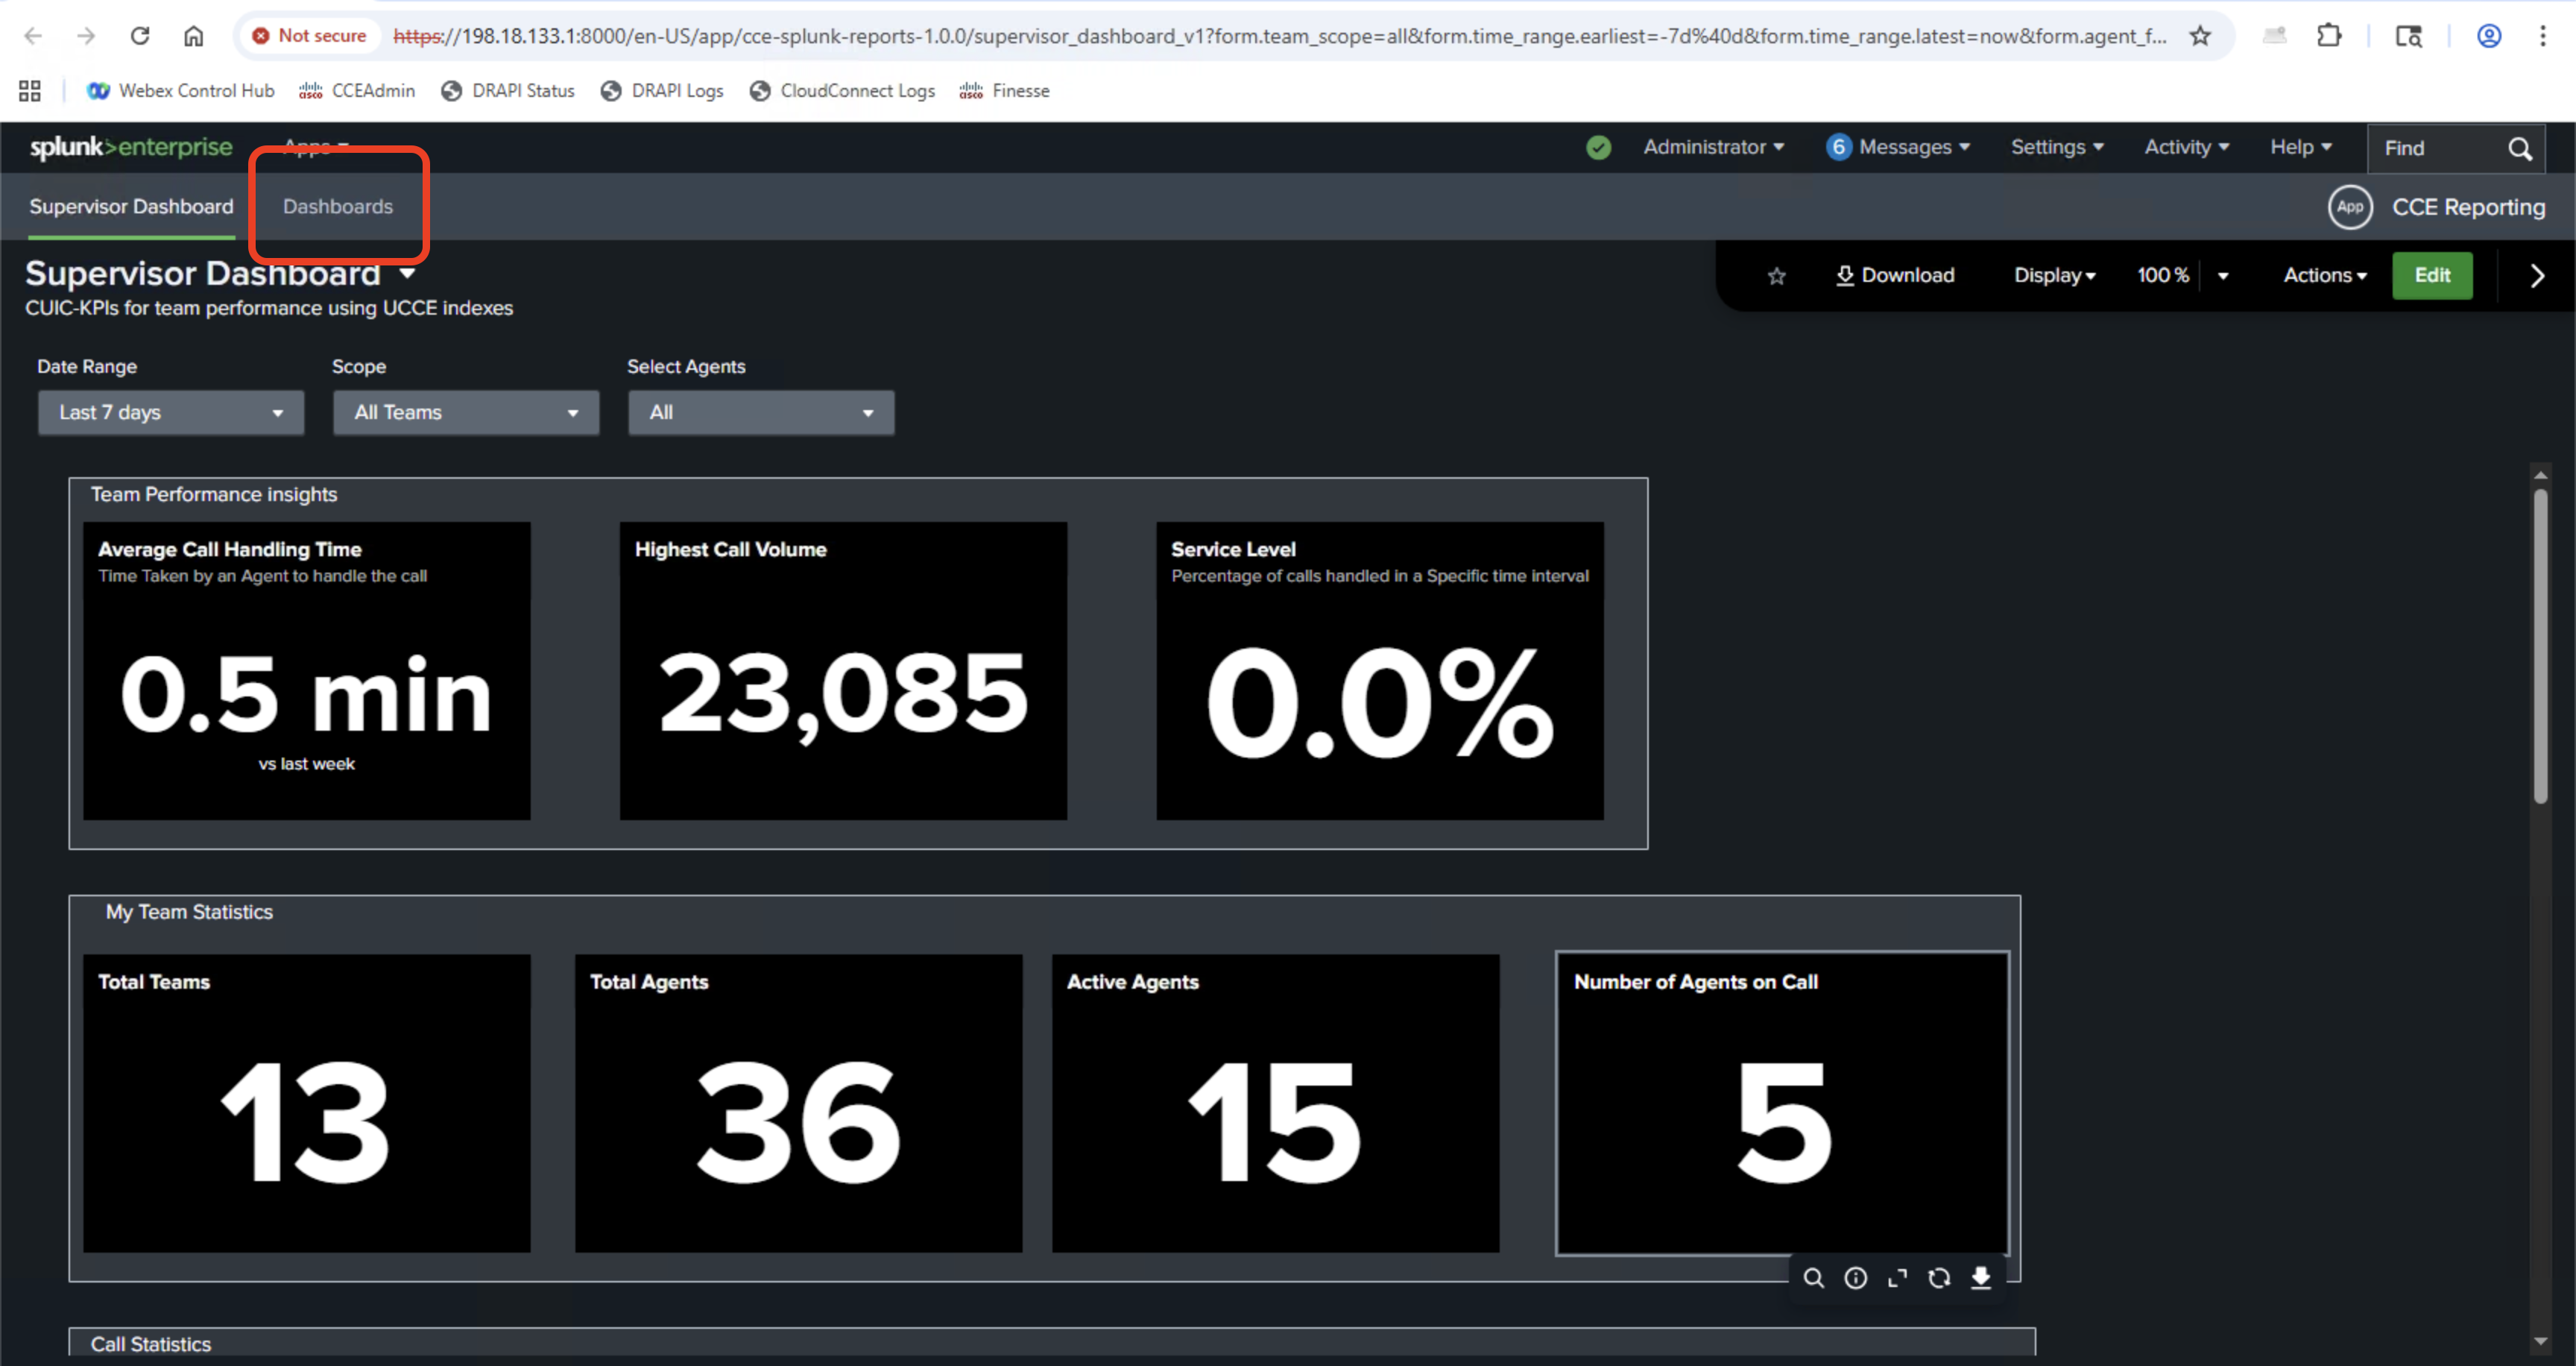 Not secure https://198.18.133.1:8000/en-US/app/cce-splunk-reports-1.0.0/supervisor_dashboard_v1?form.team_scope=all&form.time_range.earliest=-7d%40d&form.time_range.latest=now&form.agent_f...
Webex Control Hub CCEAdmin DRAPI Status DRAPI Logs CloudConnect Logs Finesse
splunk>enterprise Apps Administrator 6 Messages Settings Activity Help Find
Supervisor Dashboard Dashboards App CCE Reporting
Supervisor Dashboard Download Display 100 % Actions Edit
CUIC-KPIs for team performance using UCCE indexes
Date Range Scope Select Agents
Last 7 days All Teams All
Team Performance insights
Average Call Handling Time Highest Call Volume Service Level
Time Taken by an Agent to handle the call Percentage of calls handled in a Specific time interval
0.5 min 23,085 0.0%
vs last week
My Team Statistics
Total Teams Total Agents Active Agents Number of Agents on Call
13 36 15 5
Call Statistics